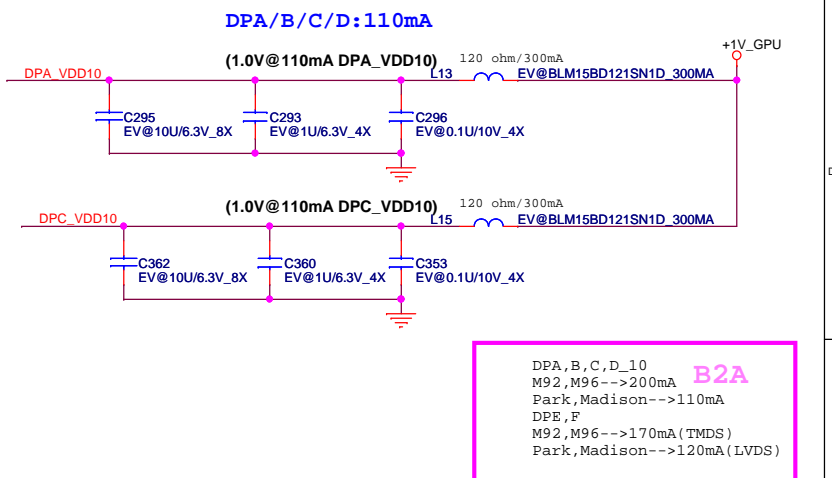 DPA/B/C/D:110mA
+1V_GPU
(1.0V@110mA DPA_VDD10)
120 ohm/300mA
DPA_VDD10
L13
EV@BLM15BD121SN1D_300MA
C295
EV@10U/6.3V_8X
C293
EV@1U/6.3V_4X
C296
EV@0.1U/10V_4X
(1.0V@110mA DPC_VDD10)
120 ohm/300mA
DPC_VDD10
L15
EV@BLM15BD121SN1D_300MA
C362
EV@10U/6.3V_8X
C360
EV@1U/6.3V_4X
C353
EV@0.1U/10V_4X
DPA,B,C,D_10
M92,M96-->200mA
B2A
Park,Madison-->110mA
DPE,F
M92,M96-->170mA(TMDS)
Park,Madison-->120mA(LVDS)